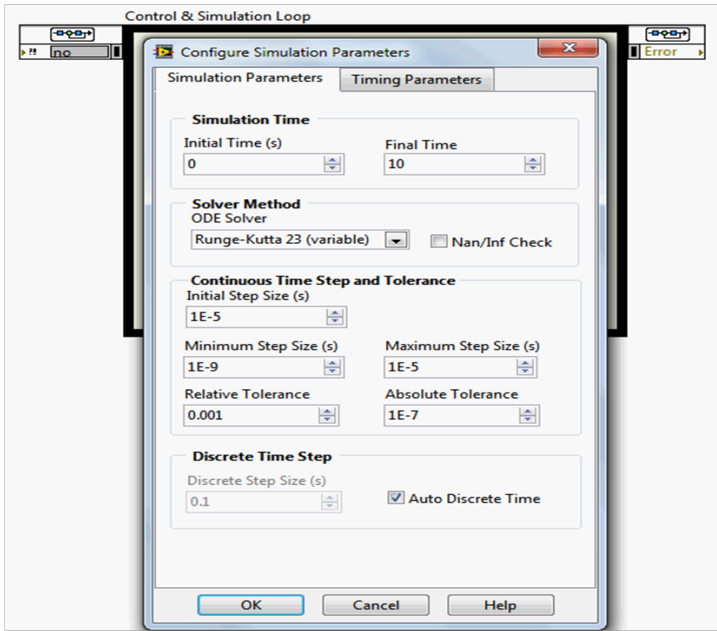 Control & Simulation Loop
?! no
Error
Configure Simulation Parameters
Simulation Parameters
Timing Parameters
Simulation Time
Initial Time (s)
Final Time
0
10
Solver Method
ODE Solver
Runge-Kutta 23 (variable)
Nan/Inf Check
Continuous Time Step and Tolerance
Initial Step Size (s)
1E-5
Minimum Step Size (s)
Maximum Step Size (s)
1E-9
1E-5
Relative Tolerance
Absolute Tolerance
0.001
1E-7
Discrete Time Step
Discrete Step Size (s)
0.1
Auto Discrete Time
OK
Cancel
Help